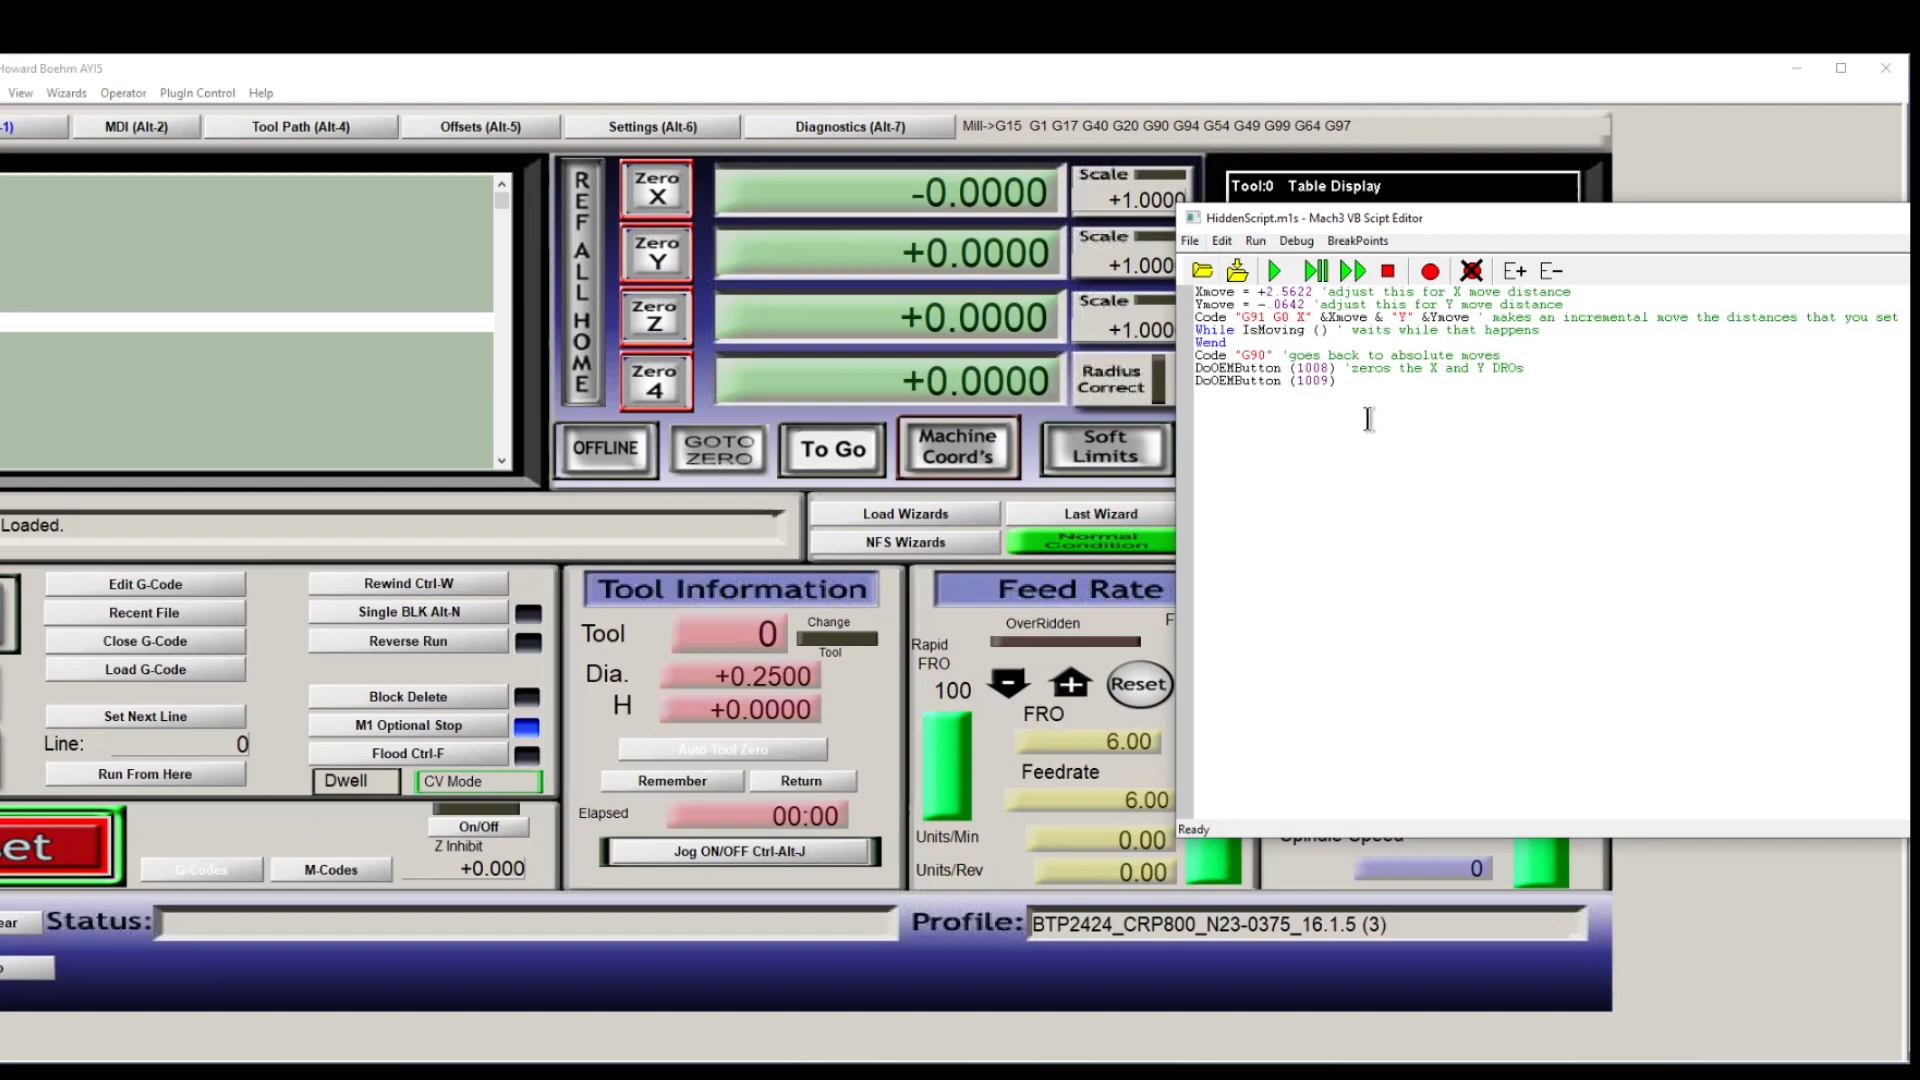 Howard Boehm AYI5
View Wizards Operator PlugIn Control Help
-1) MDI (Alt-2) Tool Path (Alt-4) Offsets (Alt-5) Settings (Alt-6) Diagnostics (Alt-7) Mill->G15 G1 G17 G40 G20 G90 G94 G54 G49 G99 G64 G97
REF ALL HOME
Zero X -0.0000 Scale +1.0000
Zero Y +0.0000 Scale +1.000
Zero Z +0.0000 Scale +1.000
Zero 4 +0.0000 Radius Correct
OFFLINE GOTO ZERO To Go Machine Coord's Soft Limits
Tool:0 Table Display
HiddenScript.m1s - Mach3 VB Scipt Editor
File Edit Run Debug BreakPoints
E+ E-
Xmove = +2.5622 'adjust this for X move distance
Ymove = -.0642 'adjust this for Y move distance
Code "G91 G0 X" &Xmove & "Y" &Ymove ' makes an incremental move the distances that you set
While IsMoving () ' waits while that happens
Wend
Code "G90" 'goes back to absolute moves
DoOEMButton (1008) 'zeros the X and Y DROs
DoOEMButton (1009)
Ready
Loaded.
Load Wizards Last Wizard
NFS Wizards Normal Condition
Edit G-Code
Recent File
Close G-Code
Load G-Code
Set Next Line
Line: 0
Run From Here
Rewind Ctrl-W
Single BLK Alt-N
Reverse Run
Block Delete
M1 Optional Stop
Flood Ctrl-F
Dwell CV Mode
et
G-Codes M-Codes
On/Off
Z Inhibit
+0.000
Tool Information
Tool 0 Change Tool
Dia. +0.2500
H +0.0000
Auto Tool Zero
Remember Return
Elapsed 00:00
Jog ON/OFF Ctrl-Alt-J
Feed Rate
OverRidden F
Rapid FRO
100
- + Reset
FRO
6.00
Feedrate
6.00
Units/Min 0.00
Units/Rev 0.00
Spindle Speed
0
ear Status: Profile: BTP2424_CRP800_N23-0375_16.1.5 (3)